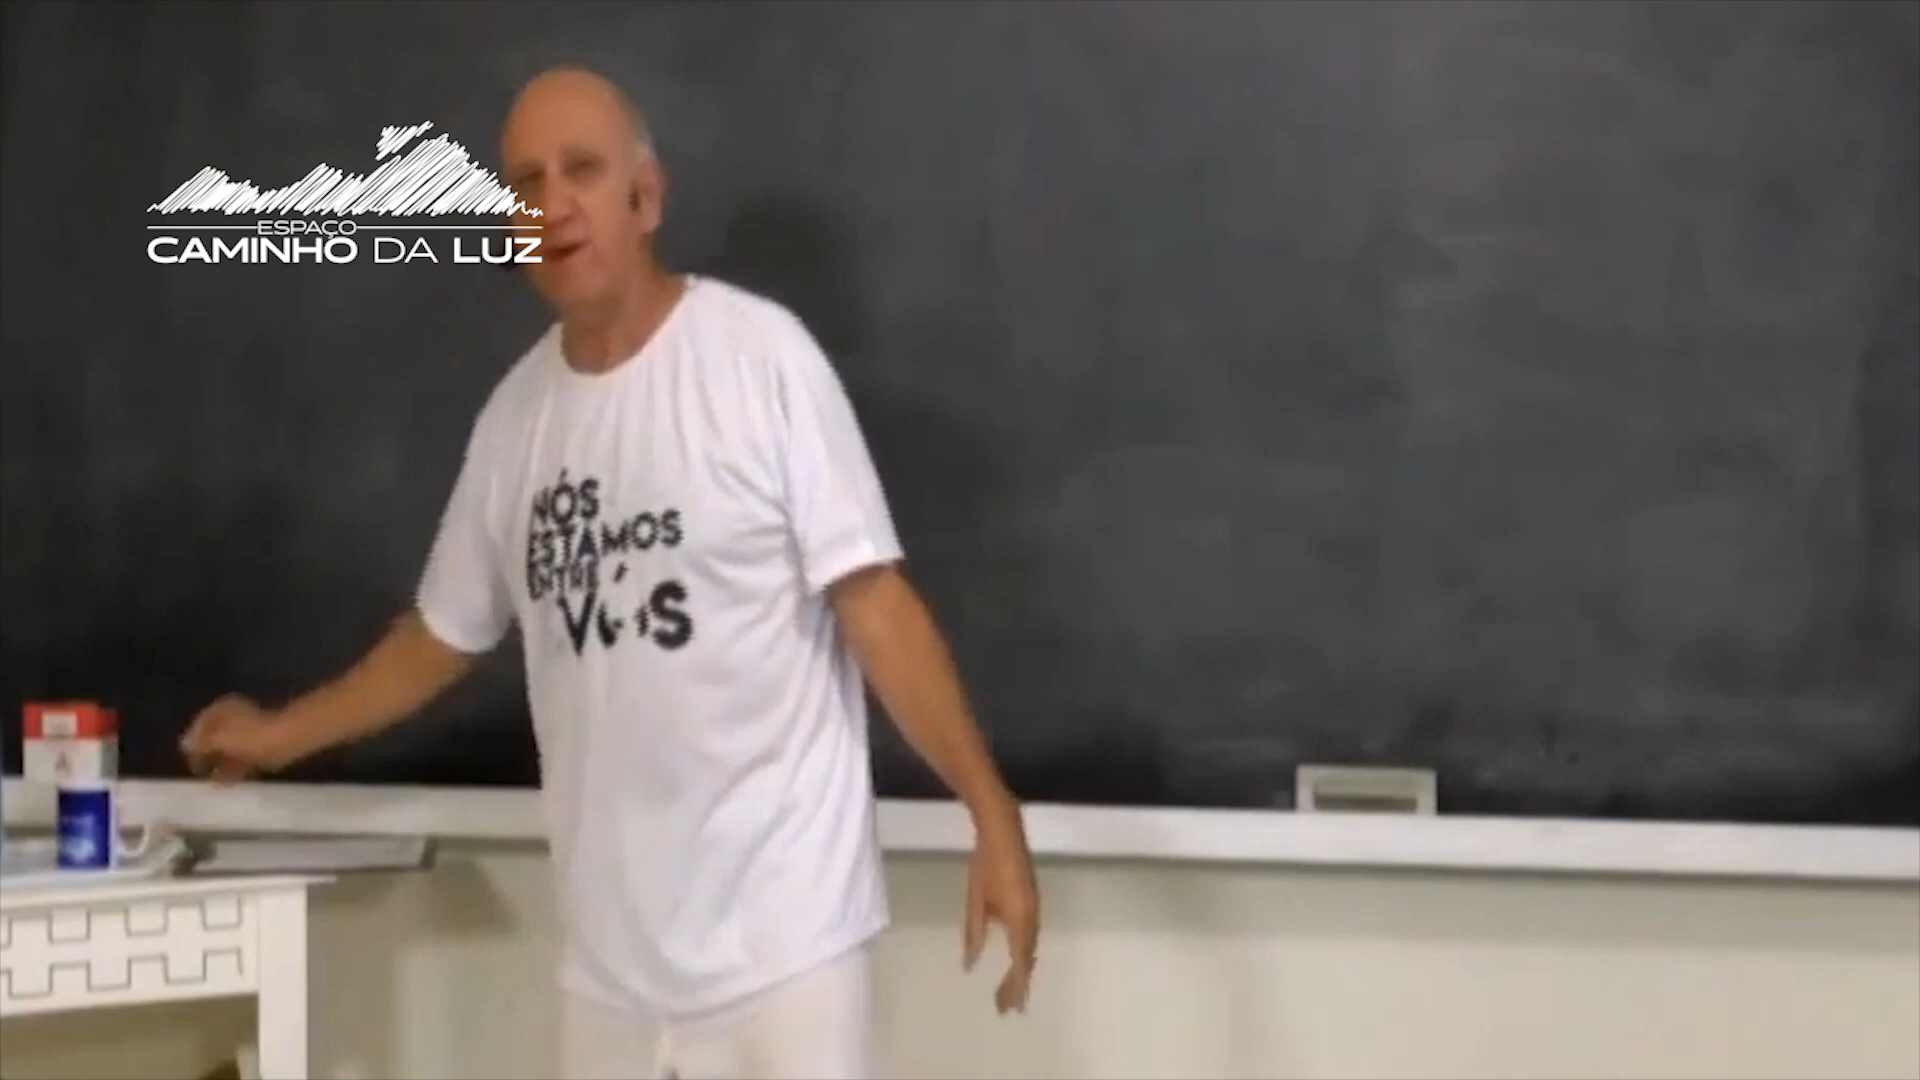 ESPAÇO
CAMINHO DA LUZ
NÓS
ESTAMOS
ENTRE
VÓS